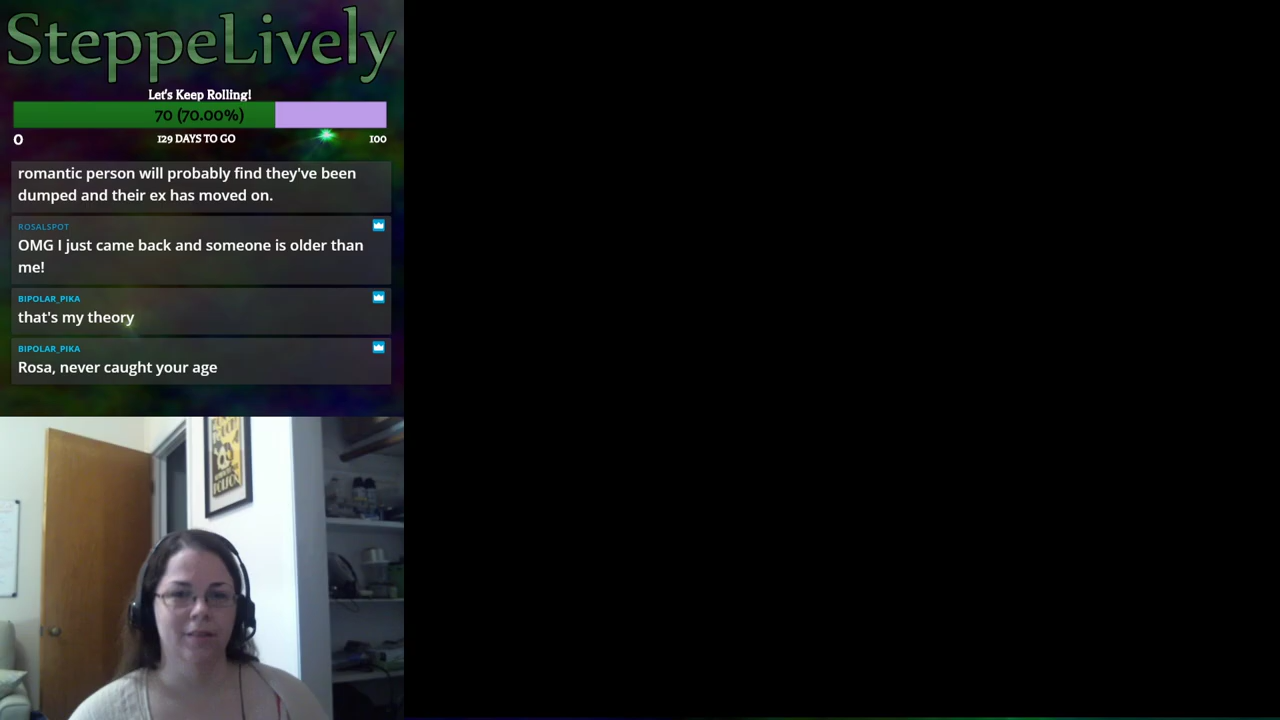 SteppeLively
Let's Keep Rolling!
70 (70.00%)
0
129 DAYS TO GO
100
romantic person will probably find they've been
dumped and their ex has moved on.
ROSALSPOT
OMG I just came back and someone is older than
me!
BIPOLAR_PIKA
that's my theory
BIPOLAR_PIKA
Rosa, never caught your age
POISON